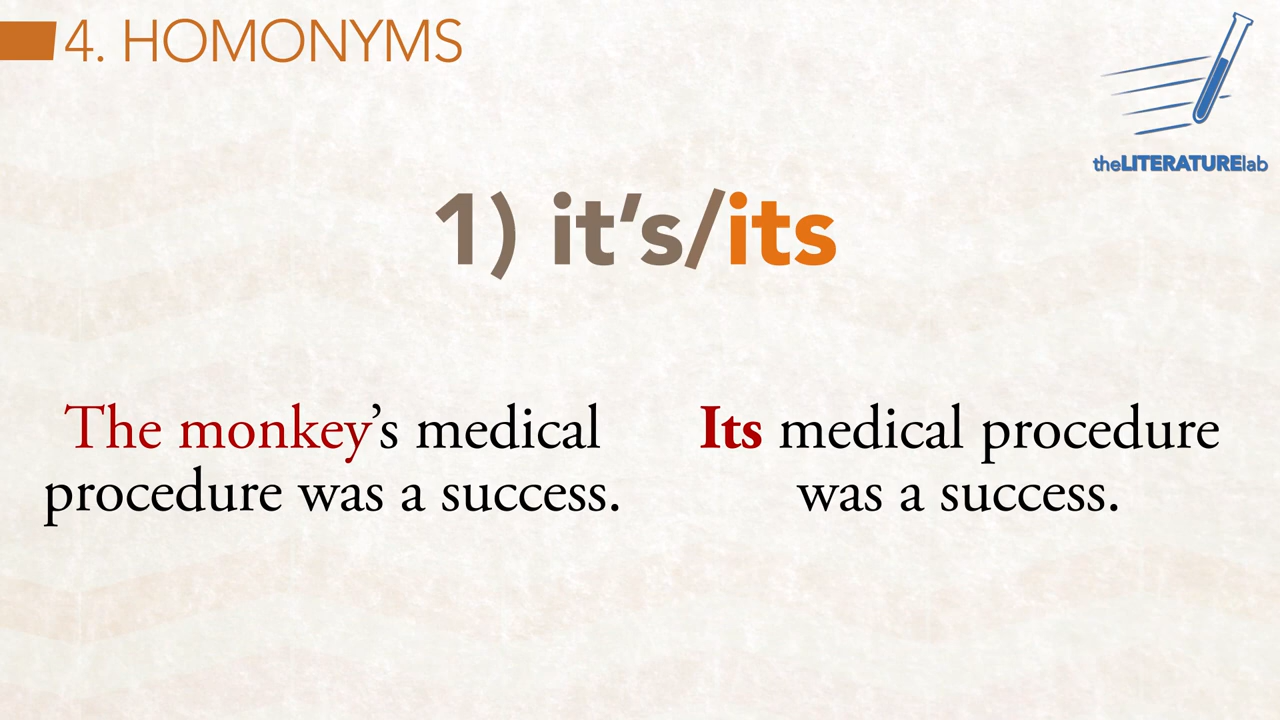 4. HOMONYMS
theLITERATURElab
1) it’s/its
The monkey’s medical
procedure was a success.
Its medical procedure
was a success.